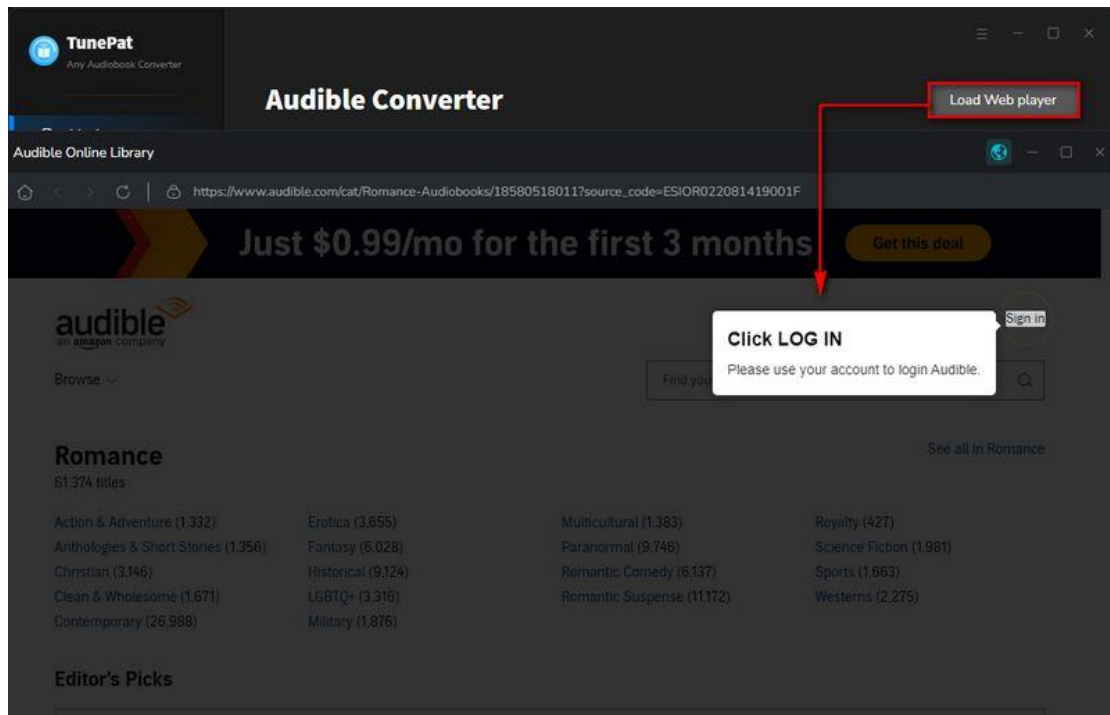 TunePat
Any Audiobook Converter
Audible Converter
Load Web player
Audible Online Library
https://www.audible.com/cat/Romance-Audiobooks/18580518011?source_code=ESIOR022081419001F
Just $0.99/mo for the first 3 months
Get this deal
audible
an amazon company
Sign in
Click LOG IN
Please use your account to login Audible.
Browse
Find you
Romance
61,374 titles
See all in Romance
Action & Adventure (1,332)
Erotica (3,655)
Multicultural (1,383)
Royalty (427)
Anthologies & Short Stories (1,356)
Fantasy (6,028)
Paranormal (9,746)
Science Fiction (1,981)
Christian (3,146)
Historical (9,124)
Romantic Comedy (6,137)
Sports (1,663)
Clean & Wholesome (1,671)
LGBTQ+ (3,316)
Romantic Suspense (11,172)
Westerns (2,275)
Contemporary (26,988)
Military (1,876)
Editor's Picks